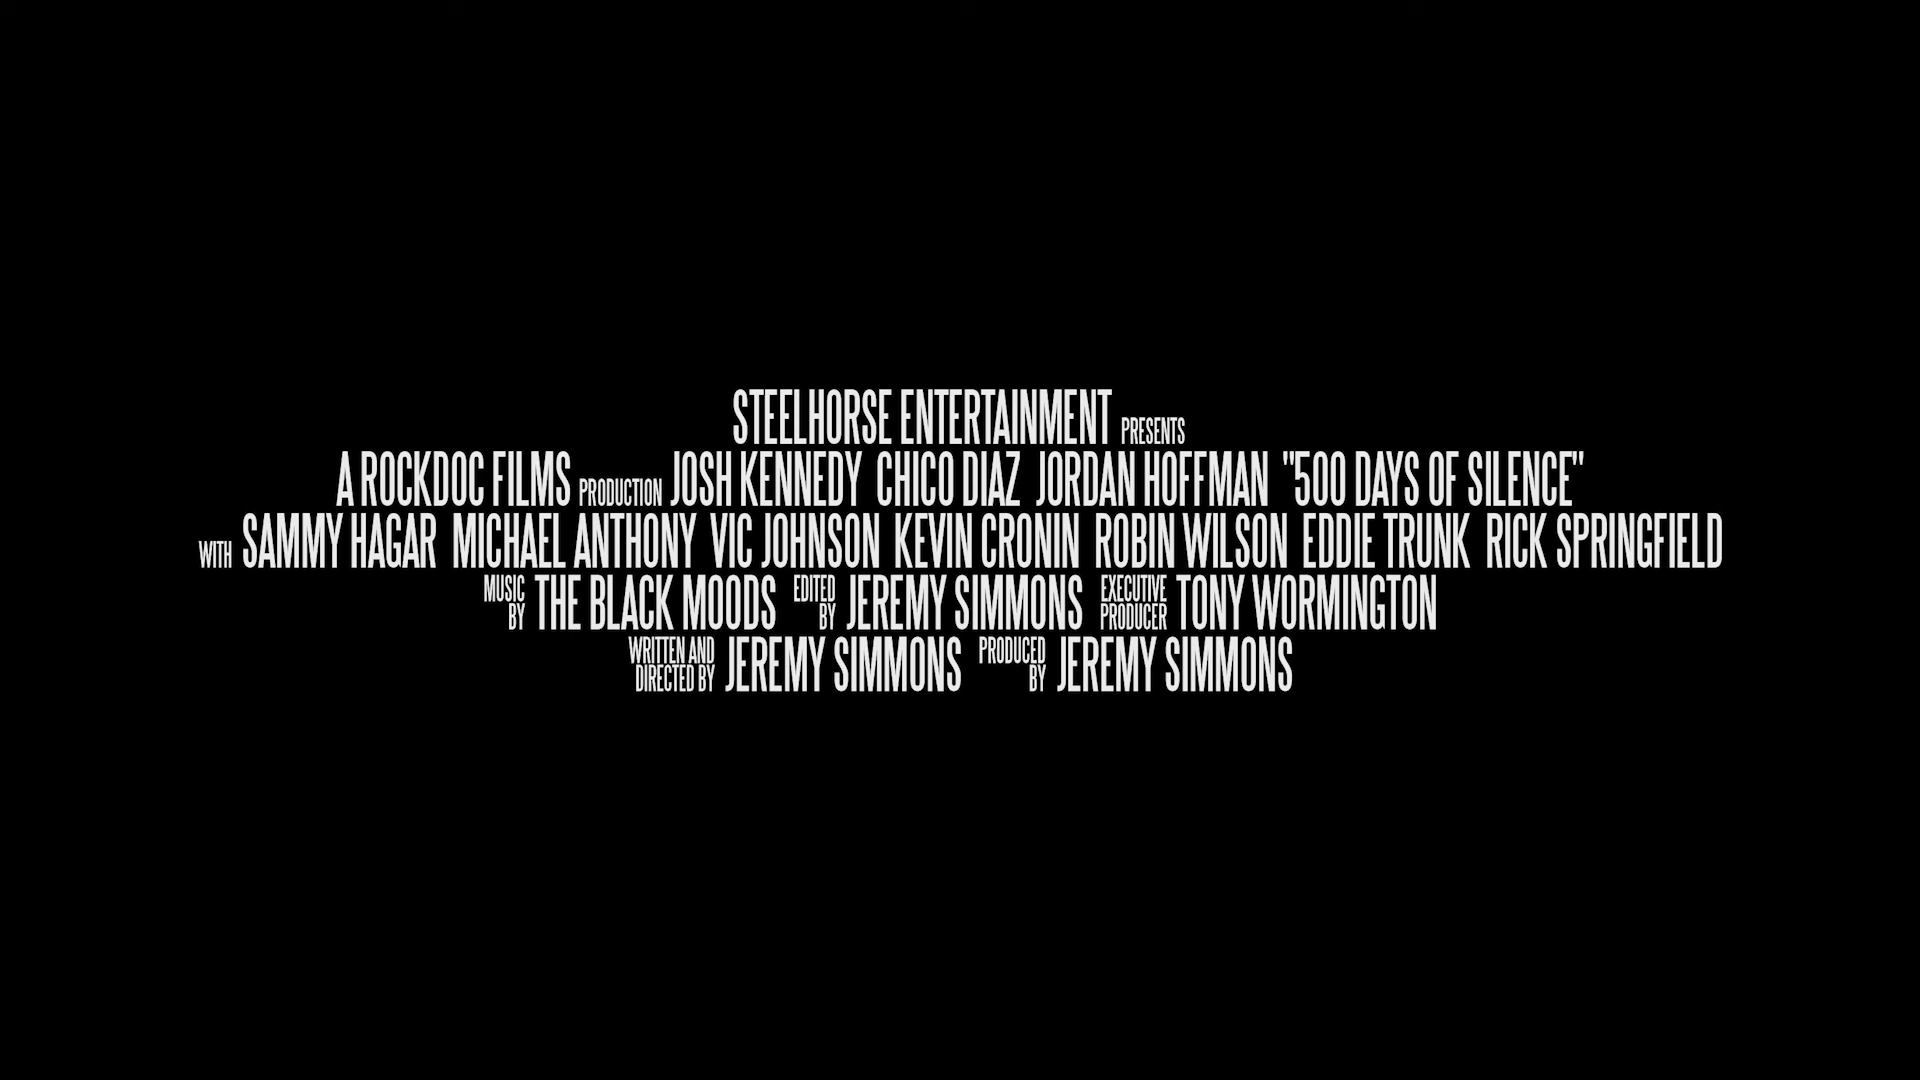 STEELHORSE ENTERTAINMENT PRESENTS
A ROCKDOC FILMS PRODUCTION JOSH KENNEDY CHICO DIAZ JORDAN HOFFMAN "500 DAYS OF SILENCE"
WITH SAMMY HAGAR MICHAEL ANTHONY VIC JOHNSON KEVIN CRONIN ROBIN WILSON EDDIE TRUNK RICK SPRINGFIELD
MUSIC BY THE BLACK MOODS EDITED BY JEREMY SIMMONS EXECUTIVE PRODUCER TONY WORMINGTON
WRITTEN AND DIRECTED BY JEREMY SIMMONS PRODUCED BY JEREMY SIMMONS